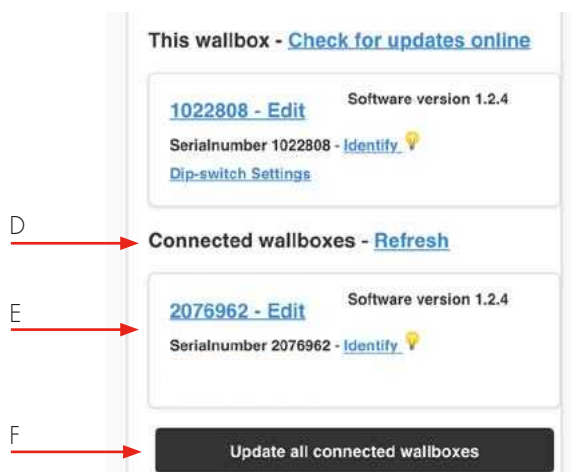 This wallbox - Check for updates online
1022808 - Edit Software version 1.2.4
Serialnumber 1022808 - Identify
Dip-switch Settings
D
Connected wallboxes - Refresh
2076962 - Edit Software version 1.2.4
E
Serialnumber 2076962 - Identify
F
Update all connected wallboxes